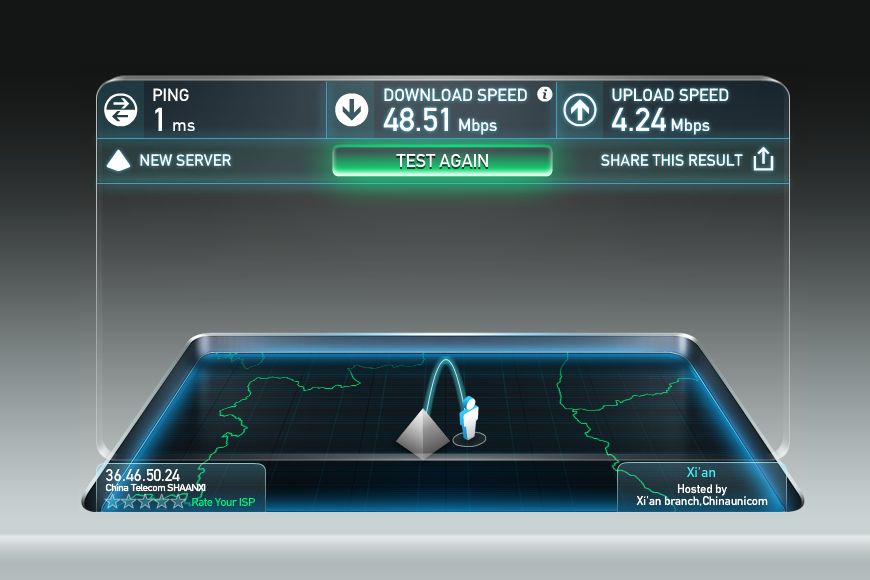 PING
1 ms
DOWNLOAD SPEED
48.51 Mbps
UPLOAD SPEED
4.24 Mbps
NEW SERVER
TEST AGAIN
SHARE THIS RESULT
36.46.50.24
China Telecom SHAANXI
Rate Your ISP
Xi'an
Hosted by
Xi'an branch,Chinaunicom